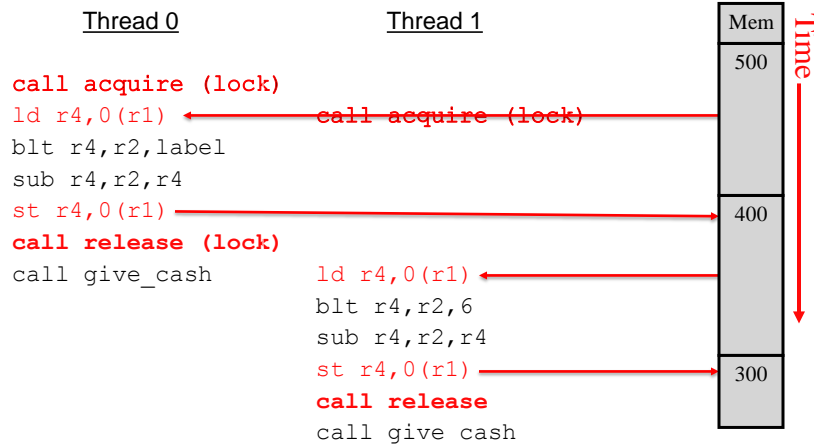 Thread 0
call acquire (lock)
ld r4,0(r1)
blt r4,r2,label
sub r4,r2,r4
st r4,0(r1)
call release (lock)
call give_cash
Thread 1
call acquire (lock)
ld r4,0(r1)
blt r4,r2,6
sub r4,r2,r4
st r4,0(r1)
call release
call give cash
Mem
500
400
300
Time